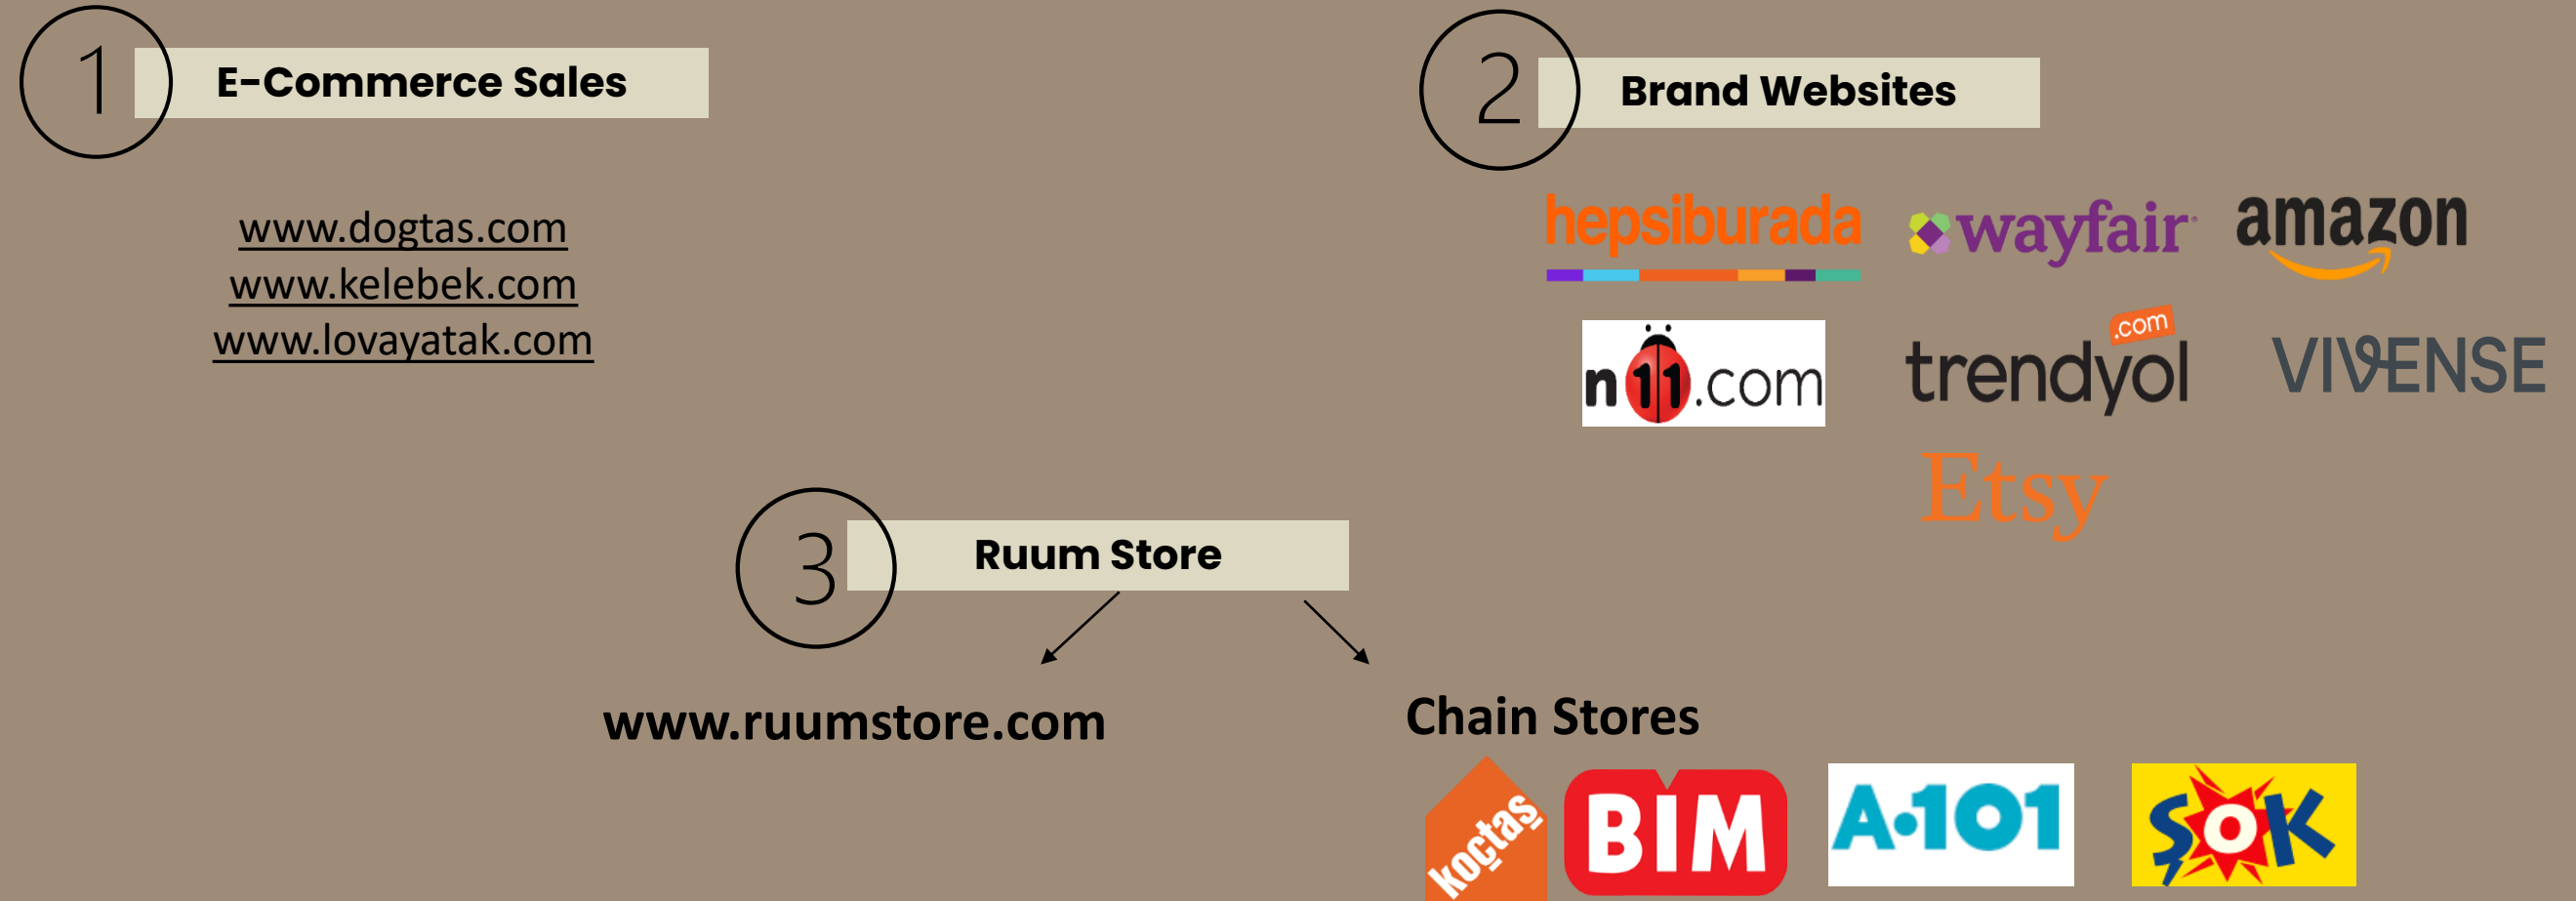 1
E-Commerce Sales
www.dogtas.com
www.kelebek.com
www.lovayatak.com
2
Brand Websites
hepsiburada
wayfair
amazon
n11.com
trendyol
.com
VIVENSE
Etsy
3
Ruum Store
www.ruumstore.com
Chain Stores
koçtaş
BİM
A101
ŞOK